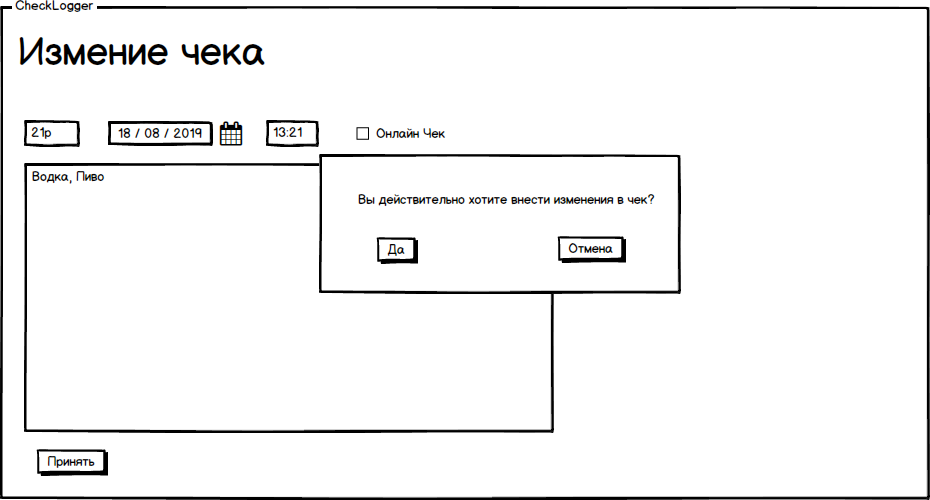 CheckLogger
Измение чека
21р
18 / 08 / 2019
13:21
Онлайн Чек
Водка, Пиво
Вы действительно хотите внести изменения в чек?
Да
Отмена
Принять